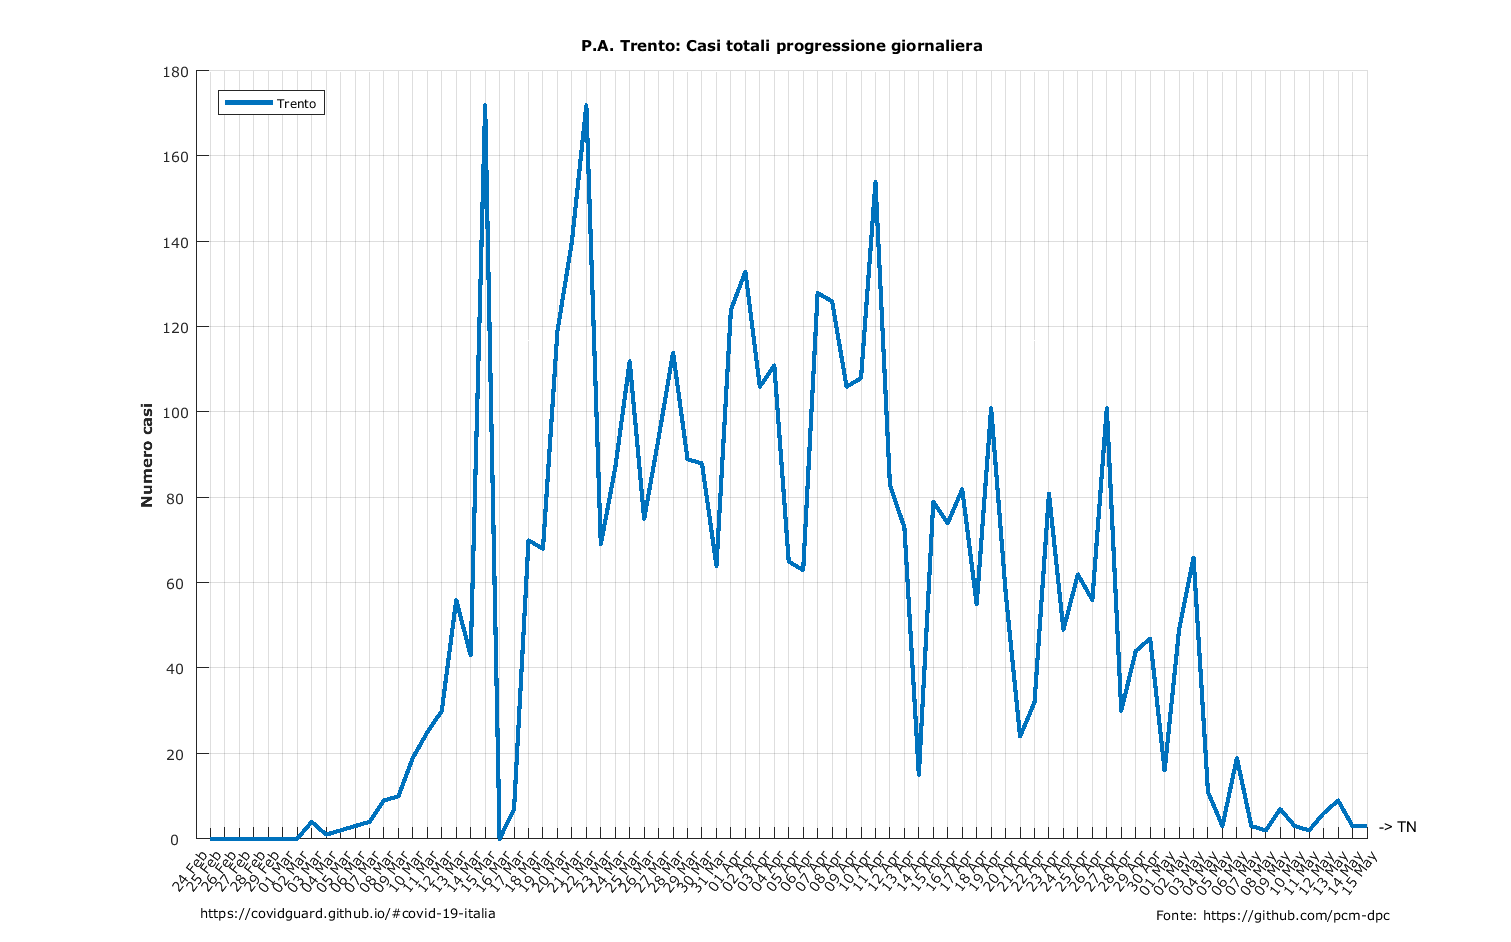 P.A. Trento: Casi totali progressione giornaliera
Trento
Numero casi
180
160
140
120
100
80
60
40
20
0
24 Feb
25 Feb
26 Feb
27 Feb
28 Feb
29 Feb
01 Mar
02 Mar
03 Mar
04 Mar
05 Mar
06 Mar
07 Mar
08 Mar
09 Mar
10 Mar
11 Mar
12 Mar
13 Mar
14 Mar
15 Mar
16 Mar
17 Mar
18 Mar
19 Mar
20 Mar
21 Mar
22 Mar
23 Mar
24 Mar
25 Mar
26 Mar
27 Mar
28 Mar
29 Mar
30 Mar
31 Mar
01 Apr
02 Apr
03 Apr
04 Apr
05 Apr
06 Apr
07 Apr
08 Apr
09 Apr
10 Apr
11 Apr
12 Apr
13 Apr
14 Apr
15 Apr
16 Apr
17 Apr
18 Apr
19 Apr
20 Apr
21 Apr
22 Apr
23 Apr
24 Apr
25 Apr
26 Apr
27 Apr
28 Apr
29 Apr
30 Apr
01 May
02 May
03 May
04 May
05 May
06 May
07 May
08 May
09 May
10 May
11 May
12 May
13 May
14 May
15 May
-> TN
https://covidguard.github.io/#covid-19-italia
Fonte: https://github.com/pcm-dpc